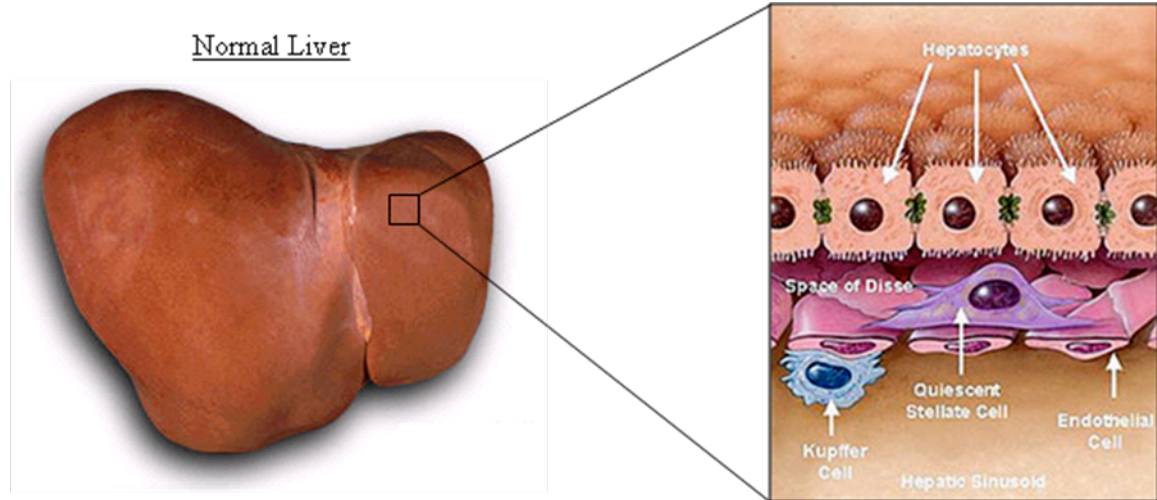 Normal Liver
Hepatocytes
Space of Disse
Quiescent
Stellate Cell
Endothelial
Cell
Kupffer
Cell
Hepatic Sinusoid